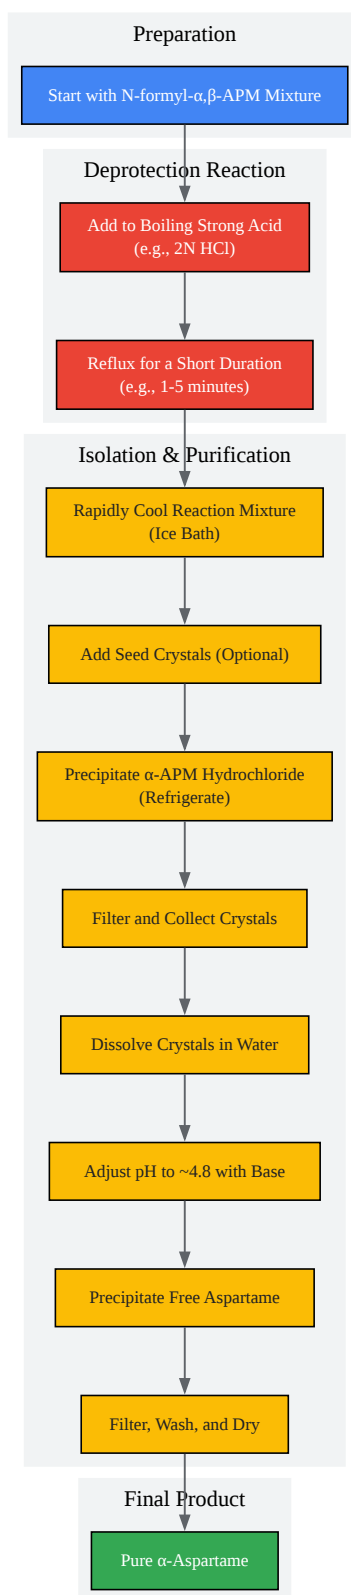 Preparation
Start with N-formyl-α,β-APM Mixture
Deprotection Reaction
Add to Boiling Strong Acid
(e.g., 2N HCl)
Reflux for a Short Duration
(e.g., 1-5 minutes)
Isolation & Purification
Rapidly Cool Reaction Mixture
(Ice Bath)
Add Seed Crystals (Optional)
Precipitate α-APM Hydrochloride
(Refrigerate)
Filter and Collect Crystals
Dissolve Crystals in Water
Adjust pH to ~4.8 with Base
Precipitate Free Aspartame
Filter, Wash, and Dry
Final Product
Pure α-Aspartame